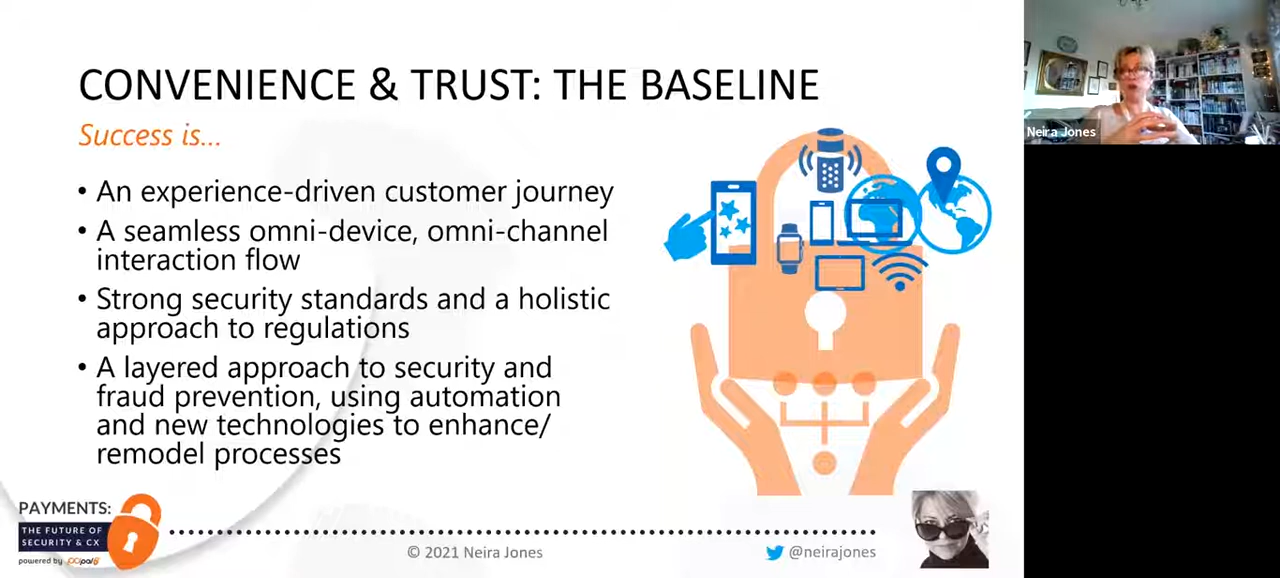 CONVENIENCE & TRUST: THE BASELINE
Success is...
• An experience-driven customer journey
• A seamless omni-device, omni-channel
interaction flow
• Strong security standards and a holistic
approach to regulations
• A layered approach to security and
fraud prevention, using automation
and new technologies to enhance/
remodel processes
Neira Jones
PAYMENTS:
THE FUTURE OF
SECURITY & CX
powered by pcipal
© 2021 Neira Jones
@neirajones